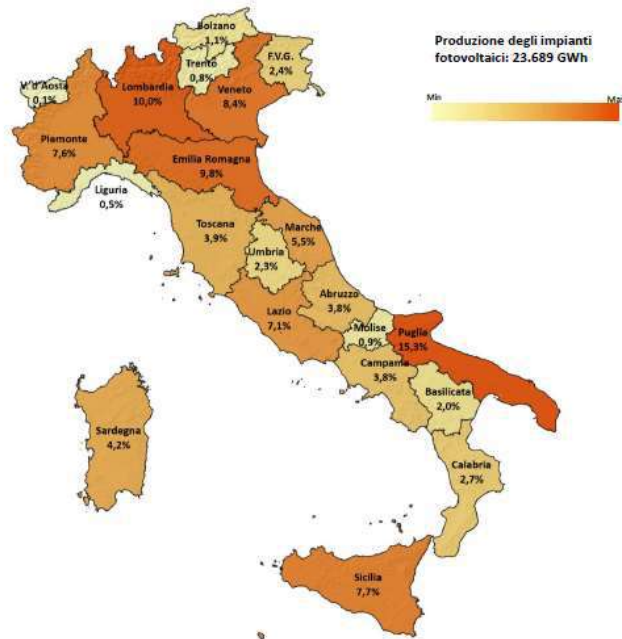 Bolzano
1,1%
Produzione degli impianti
fotovoltaici: 23.689 GWh
Trento
0,8%
F.V.G.
2,4%
V.'d'Aosta
0,1%
Lombardia
10,0%
Veneto
8,4%
Min
Max
Piemonte
7,6%
Emilia Romagna
9,8%
Liguria
0,5%
Toscana
3,9%
Marche
5,5%
Umbria
2,3%
Abruzzo
3,8%
Lazio
7,1%
Molise
0,9%
Puglia
15,3%
Campania
3,8%
Basilicata
2,0%
Sardegna
4,2%
Calabria
2,7%
Sicilia
7,7%